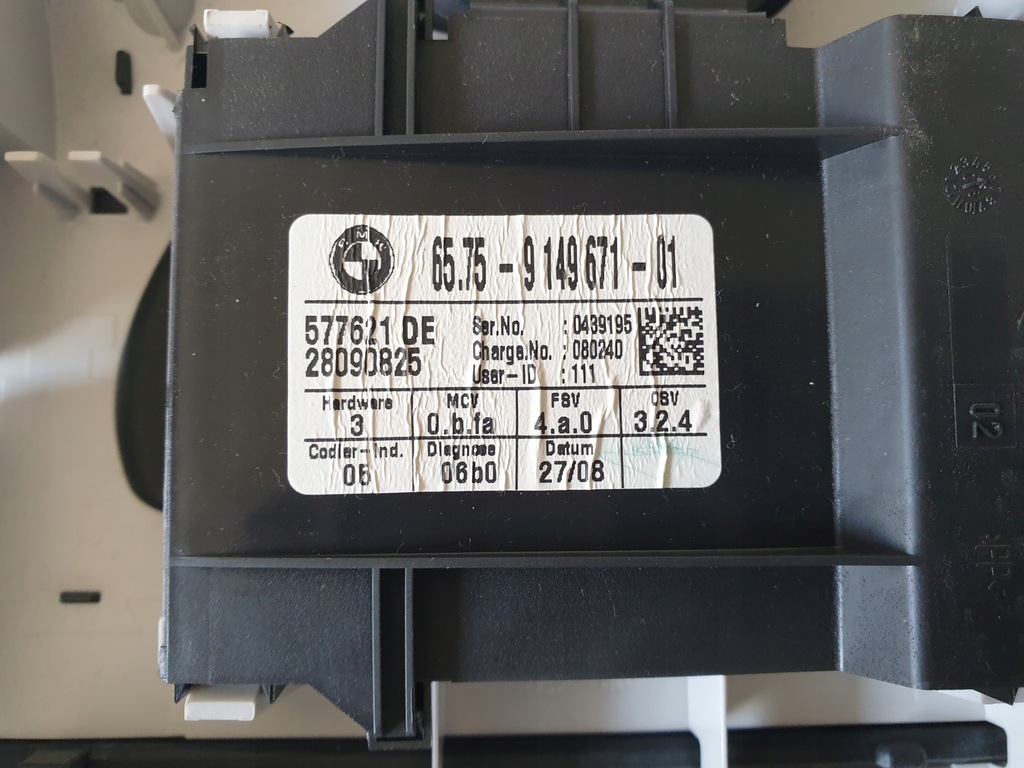 BMW
65.75 - 9 149 671 - 01
577621 DE
28090825
Ser.No. : 0439195
Charge.No. : 080240
User-ID : 111
Hardware MCV FSV OSV
3 0.b.fa 4.a.0 3.2.4
Codier-Ind. Diagnose Datum
06b0 27/08
02